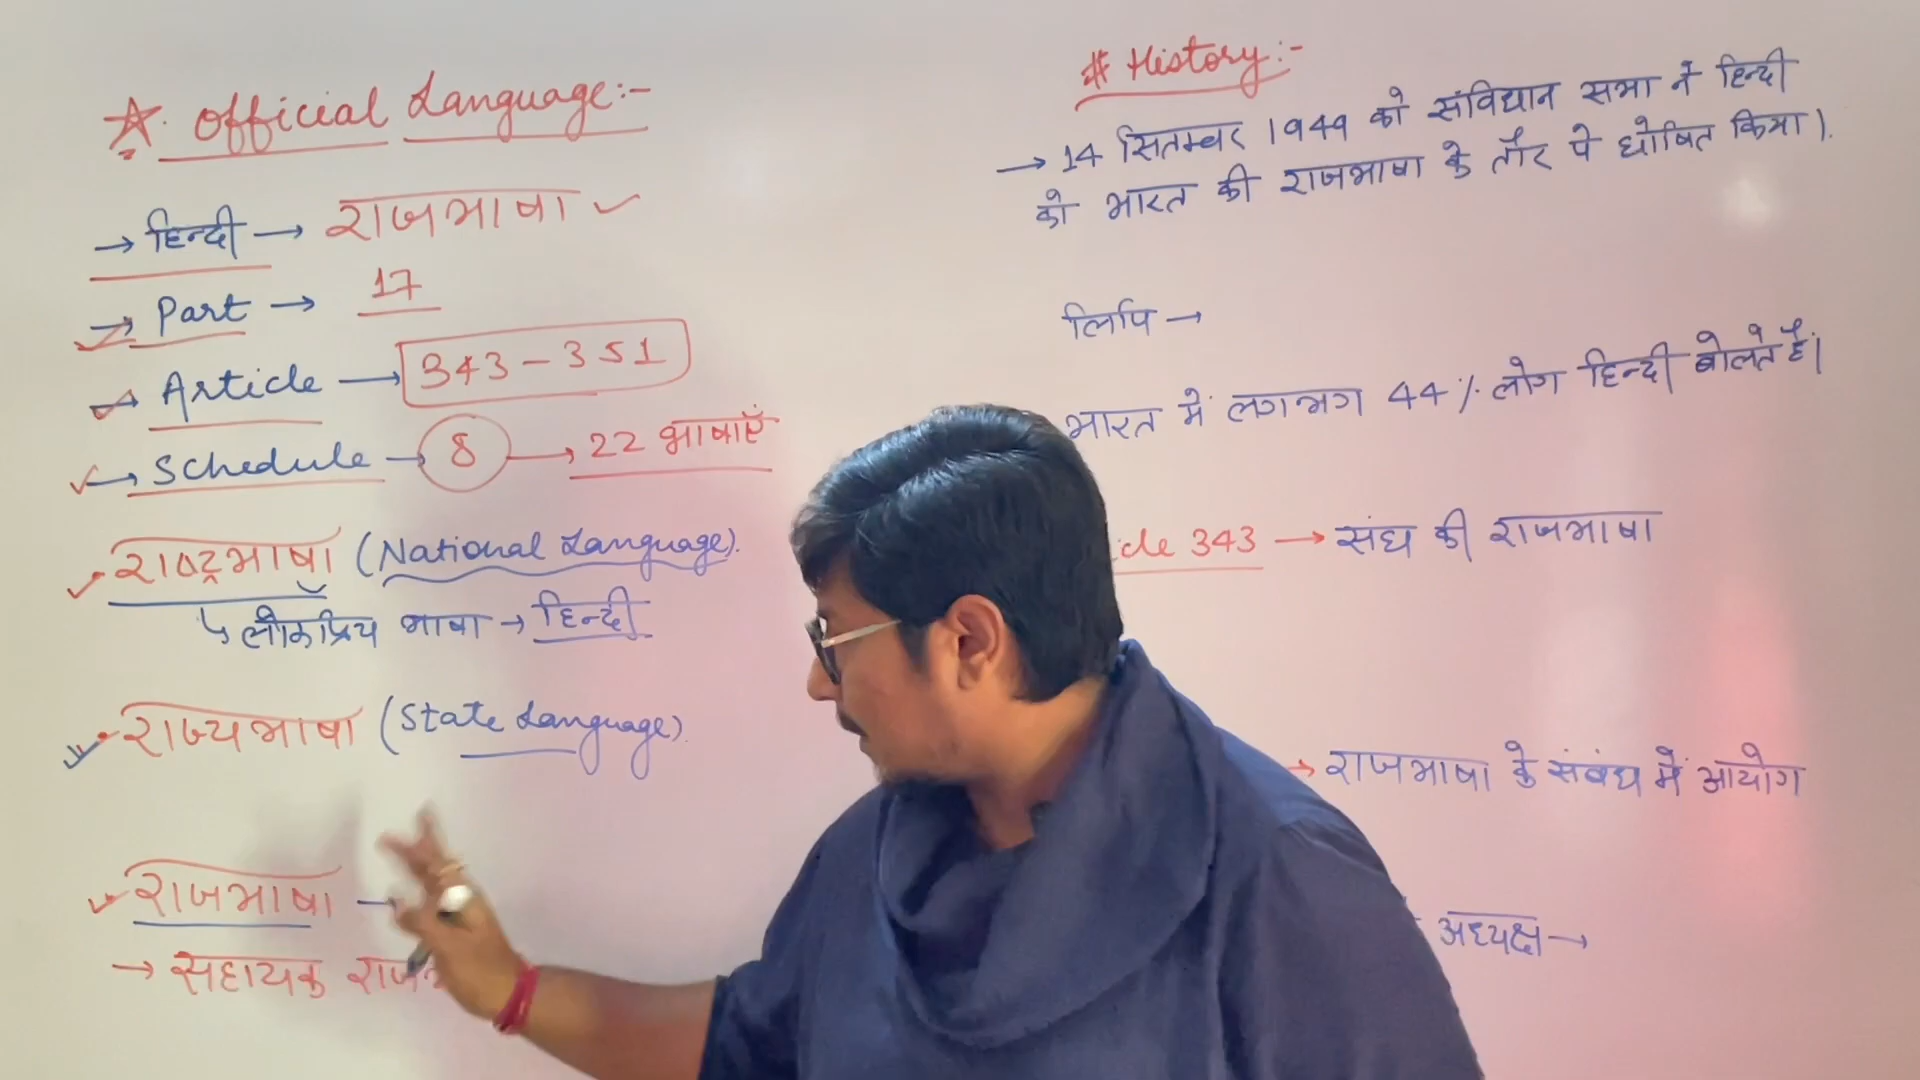 ☆. Official Language:-
→ हिन्दी → राजभाषा ✓
→ Part → 17
→ Article → 343 - 351
✓→ Schedule → 8 → 22 भाषाएँ
✓• राष्ट्रभाषा (National Language).
↳ लोकप्रिय भाषा → हिन्दी
• राज्यभाषा (State Language).
✓ राजभाषा →
→ सहायक
# History:-
→ 14 सितम्बर 1949 को संविधान सभा ने हिन्दी
को भारत की राजभाषा के तौर पे घोषित किया।.
लिपि →
भारत में लगभग 44% लोग हिन्दी बोलते हैं।
cle 343 → संघ की राजभाषा
→ राजभाषा के संबंध में आयोग
अध्यक्ष →